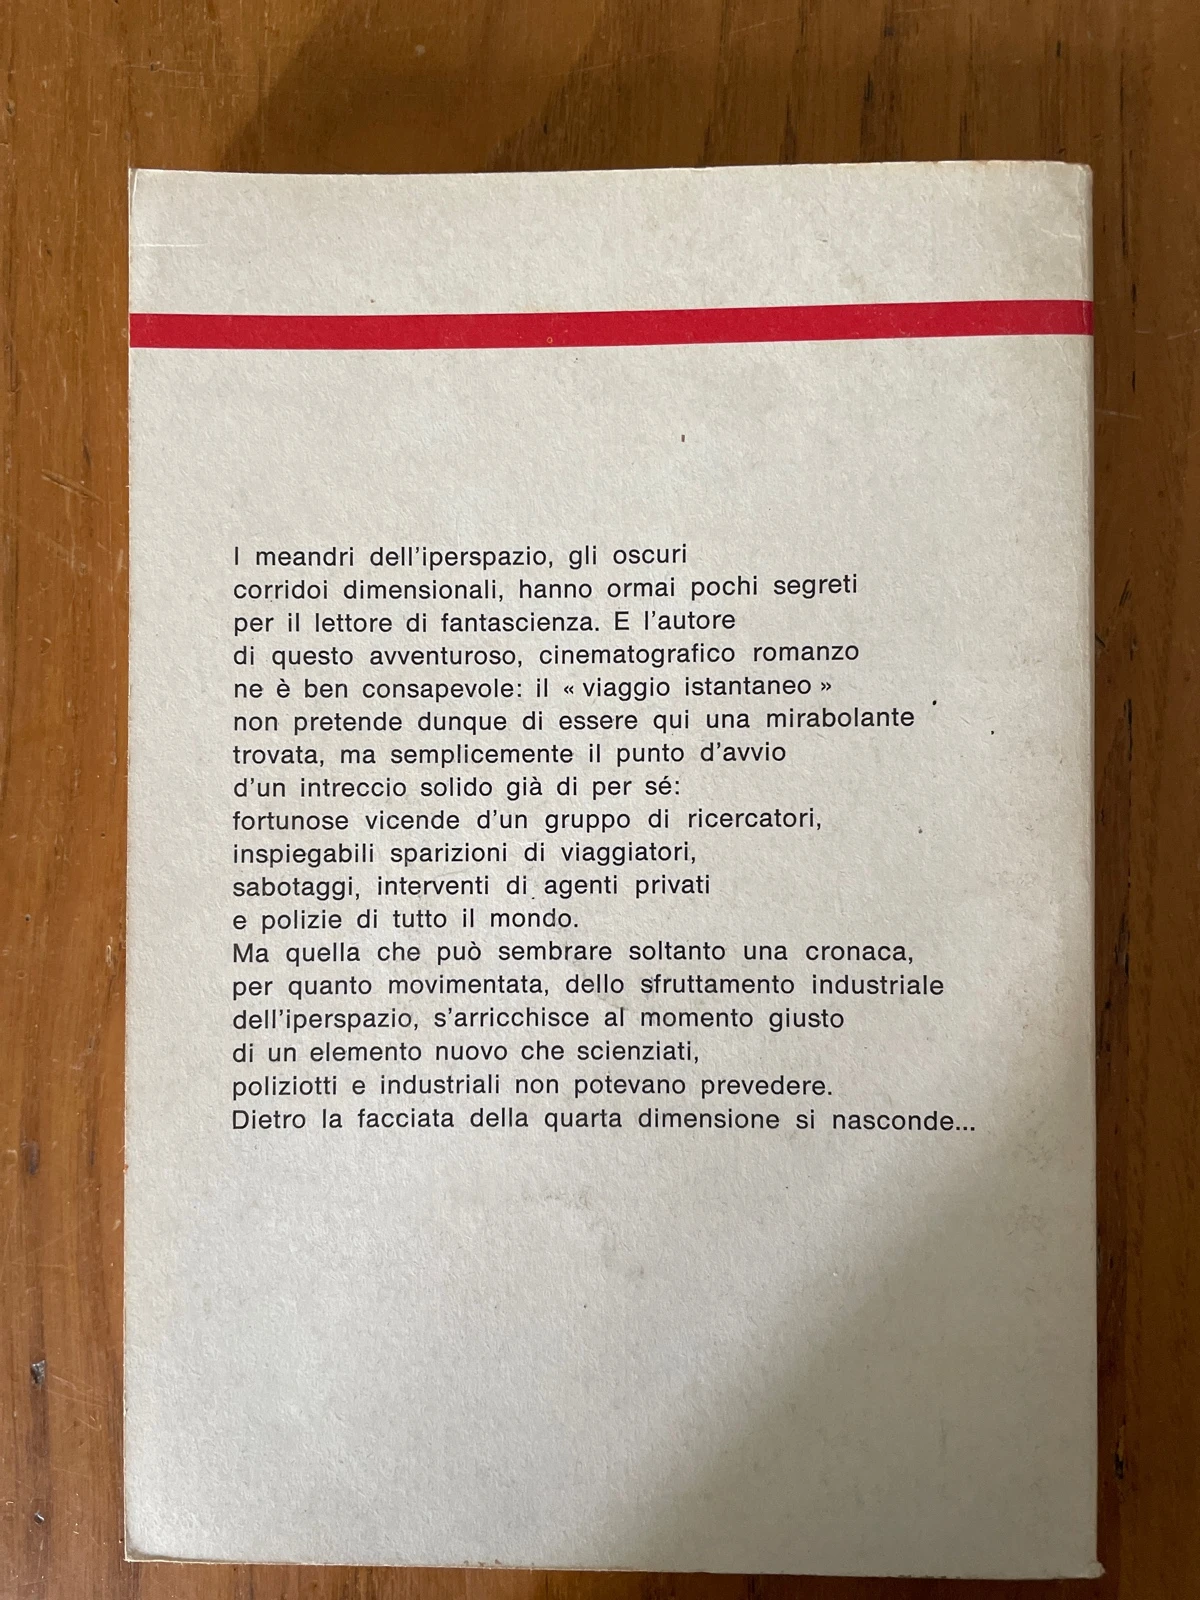 I meandri dell'iperspazio, gli oscuri
corridoi dimensionali, hanno ormai pochi segreti
per il lettore di fantascienza. E l'autore
di questo avventuroso, cinematografico romanzo
ne è ben consapevole: il « viaggio istantaneo »
non pretende dunque di essere qui una mirabolante
trovata, ma semplicemente il punto d'avvio
d'un intreccio solido già di per sé:
fortunose vicende d'un gruppo di ricercatori,
inspiegabili sparizioni di viaggiatori,
sabotaggi, interventi di agenti privati
e polizie di tutto il mondo.
Ma quella che può sembrare soltanto una cronaca,
per quanto movimentata, dello sfruttamento industriale
dell'iperspazio, s'arricchisce al momento giusto
di un elemento nuovo che scienziati,
poliziotti e industriali non potevano prevedere.
Dietro la facciata della quarta dimensione si nasconde...